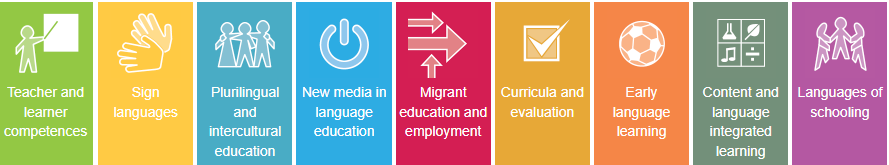 Teacher and
learner
competences
Sign
languages
Plurilingual
and
intercultural
education
New media in
language
education
Migrant
education and
employment
Curricula and
evaluation
Early
language
learning
Content and
language
integrated
learning
Languages of
schooling